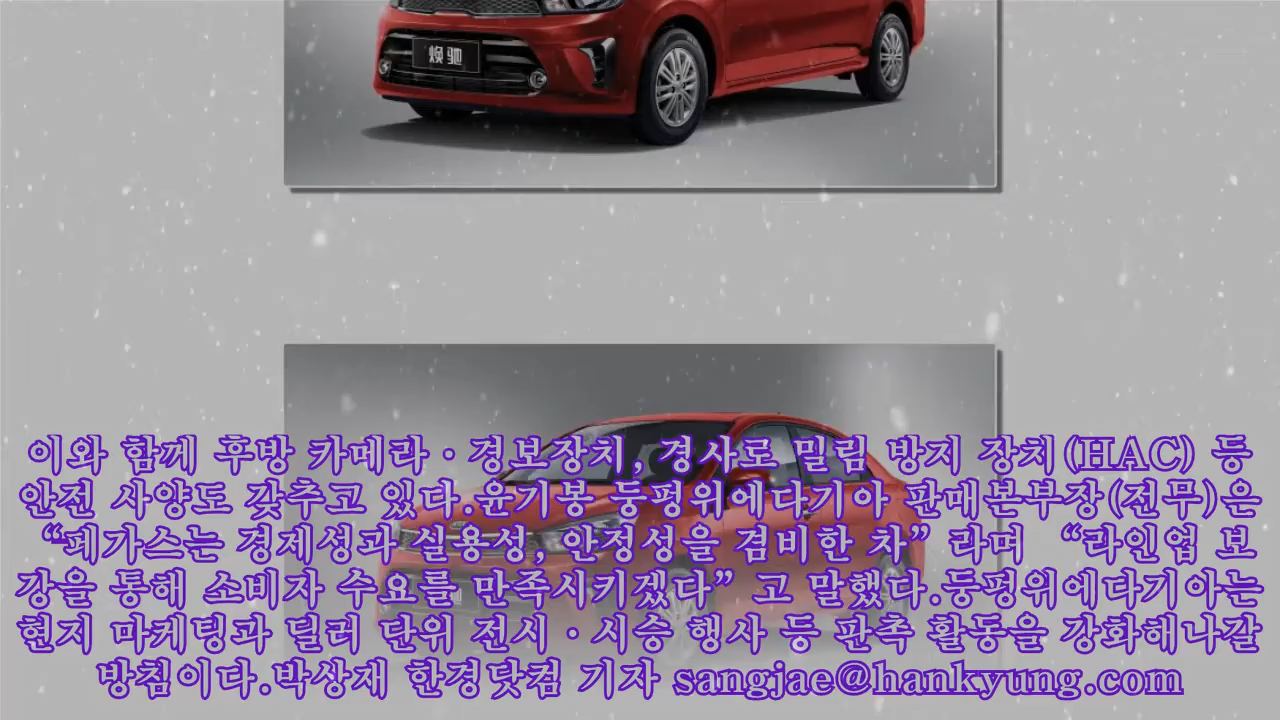 焕驰
이와 함께 후방 카메라·경보장치, 경사로 밀림 방지 장치(HAC) 등
안전 사양도 갖추고 있다.윤기봉 둥펑위에다기아 판매본부장(전무)은
“페가스는 경제성과 실용성, 안정성을 겸비한 차” 라며 “라인업 보
강을 통해 소비자 수요를 만족시키겠다” 고 말했다.둥펑위에다기아는
현지 마케팅과 딜러 단위 전시·시승 행사 등 판촉 활동을 강화해나갈
방침이다.박상재 한경닷컴 기자 sangjae@hankyung.com